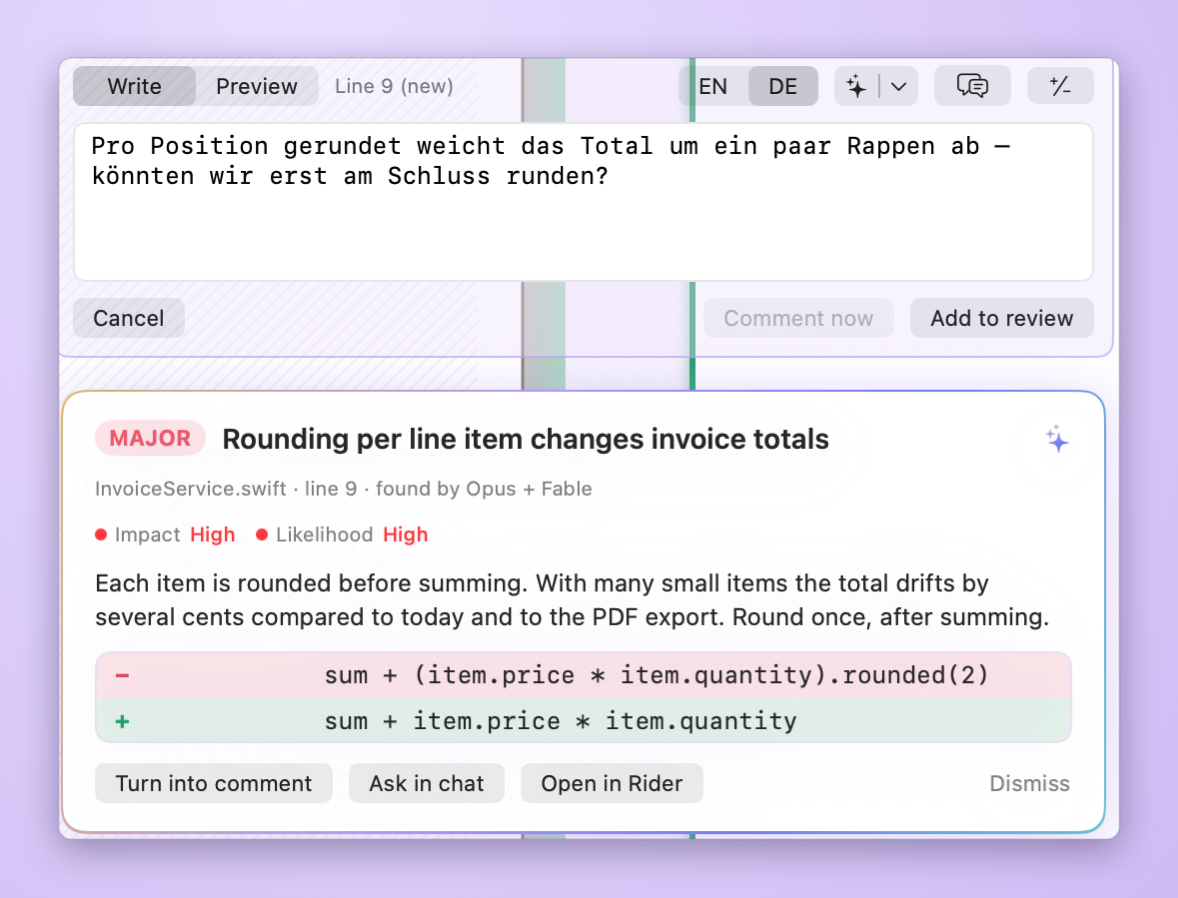 Write Preview Line 9 (new) EN DE
Pro Position gerundet weicht das Total um ein paar Rappen ab –
könnten wir erst am Schluss runden?
Cancel Comment now Add to review
MAJOR Rounding per line item changes invoice totals
InvoiceService.swift · line 9 · found by Opus + Fable
Impact High Likelihood High
Each item is rounded before summing. With many small items the total drifts by
several cents compared to today and to the PDF export. Round once, after summing.
− sum + (item.price * item.quantity).rounded(2)
+ sum + item.price * item.quantity
Turn into comment Ask in chat Open in Rider Dismiss